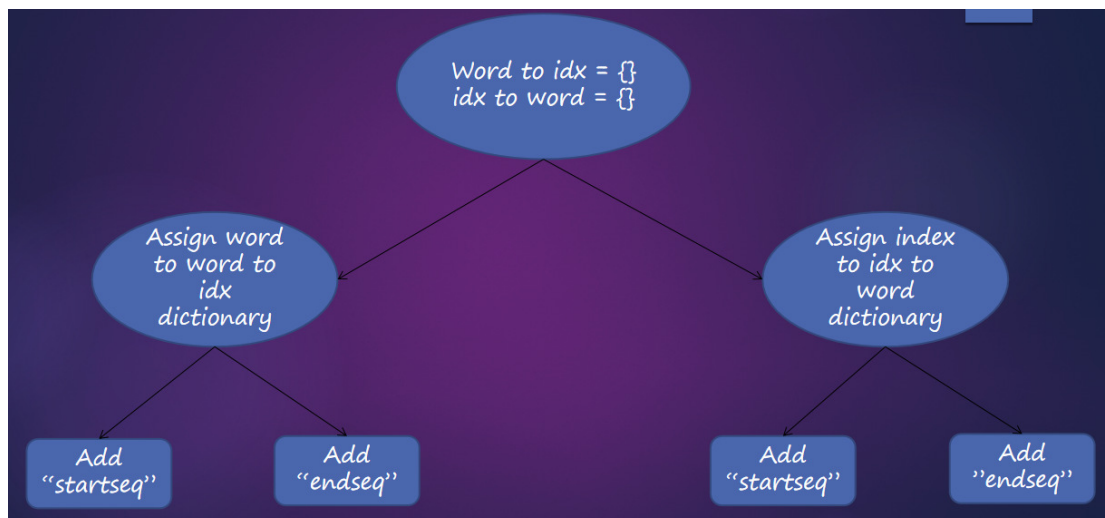 Word to idx = {}
idx to word = {}
Assign word
to word to
idx
dictionary
Assign index
to idx to
word
dictionary
Add
“startseq”
Add
“endseq”
Add
“startseq”
Add
”endseq”